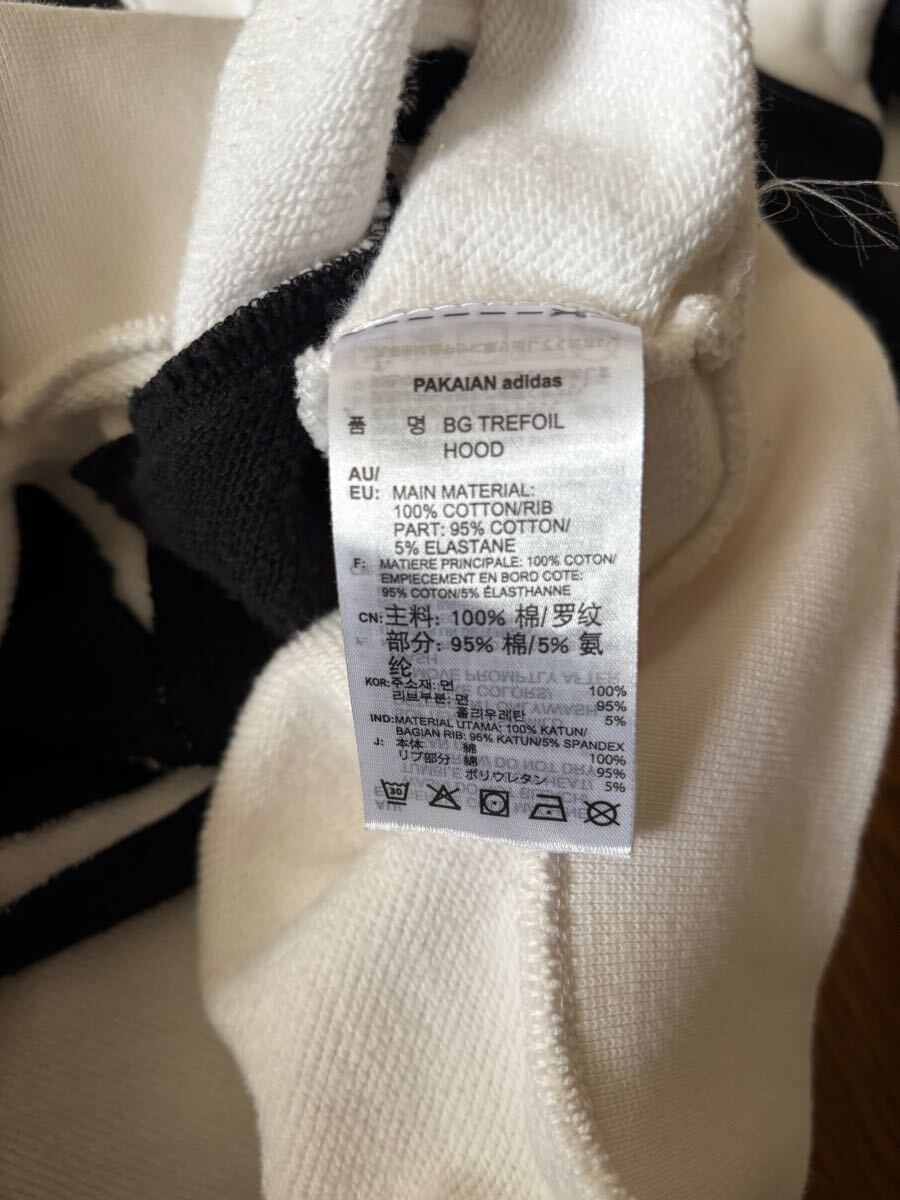 PAKAIAN adidas
품 명 BG TREFOIL
HOOD
AU/
EU: MAIN MATERIAL:
100% COTTON/RIB
PART: 95% COTTON/
5% ELASTANE
F: MATIERE PRINCIPALE: 100% COTON/
EMPIECEMENT EN BORD COTE:
95% COTON/5% ÉLASTHANNE
CN: 主料: 100% 棉/罗纹
部分: 95% 棉/5% 氨
纶
KOR: 주소재: 면 100%
리브부분: 면 95%
폴리우레탄 5%
IND: MATERIAL UTAMA: 100% KATUN/
BAGIAN RIB: 95% KATUN/5% SPANDEX
J: 本体 綿 100%
リブ部分 綿 95%
ポリウレタン 5%
30